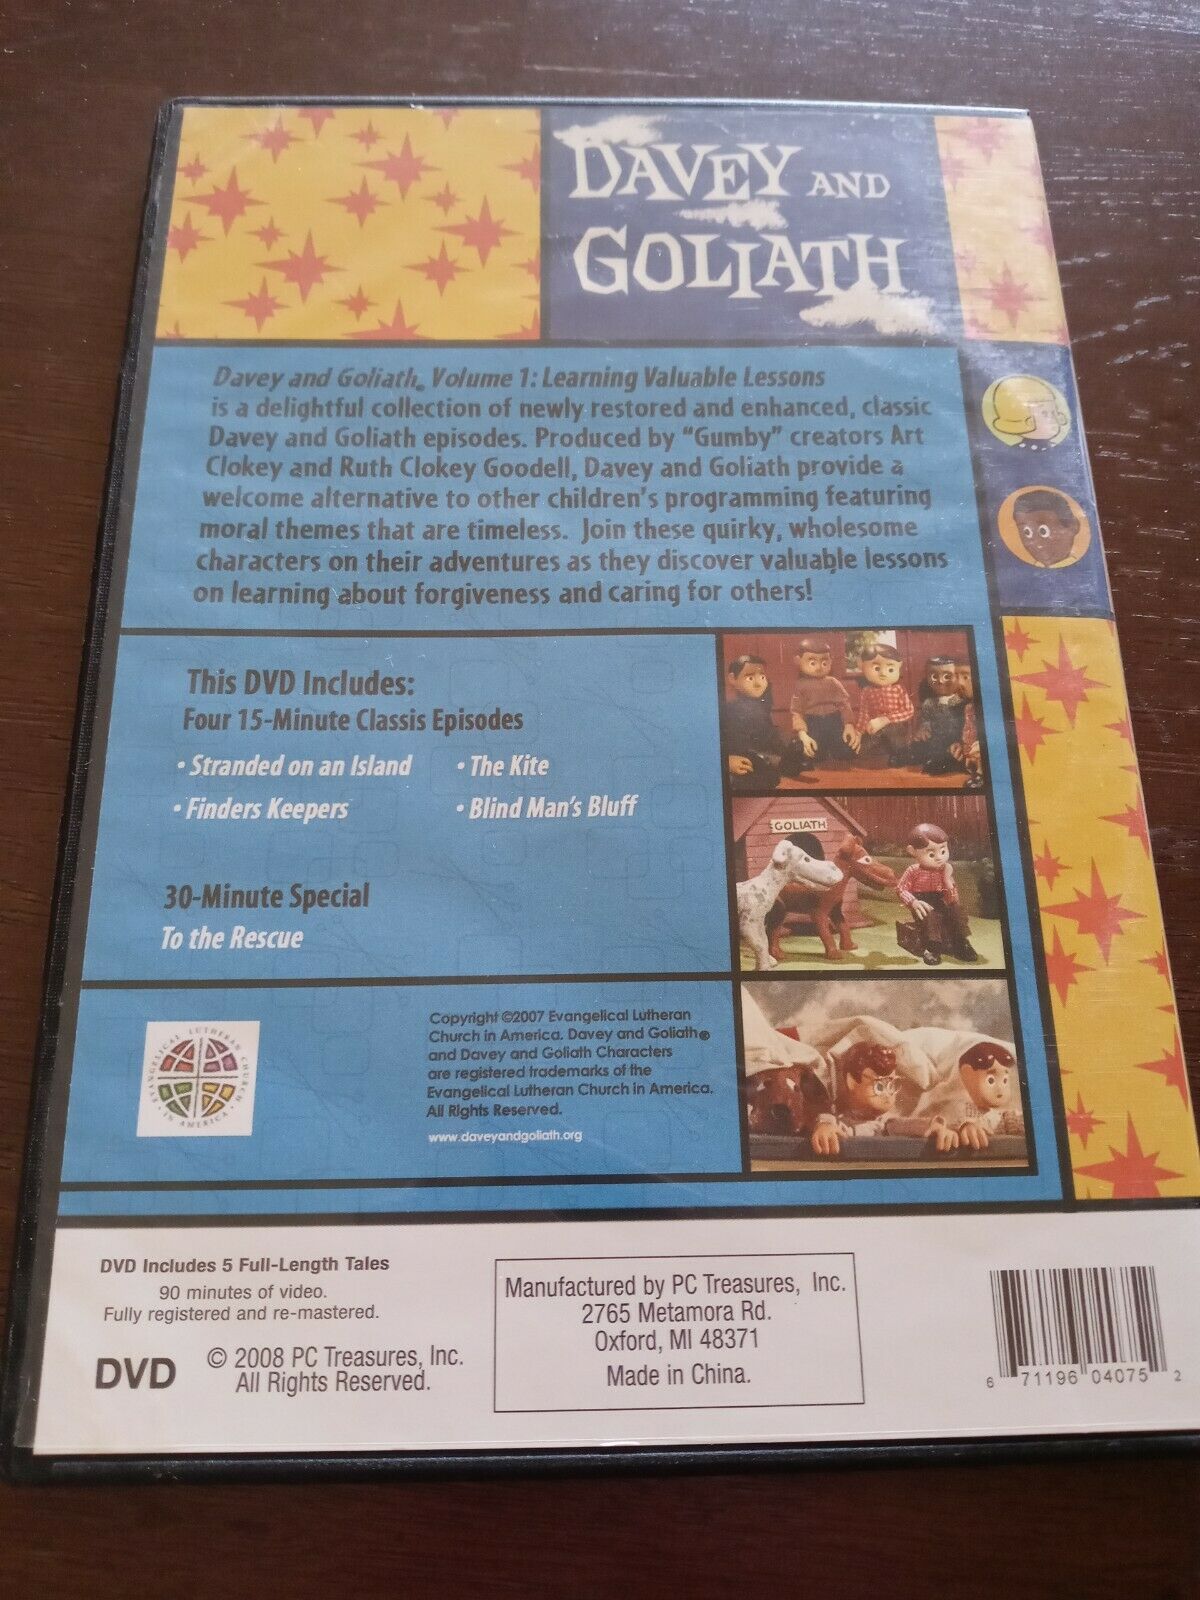 DAVEY AND
GOLIATH
Davey and Goliath® Volume 1: Learning Valuable Lessons
is a delightful collection of newly restored and enhanced, classic
Davey and Goliath episodes. Produced by "Gumby" creators Art
Clokey and Ruth Clokey Goodell, Davey and Goliath provide a
welcome alternative to other children's programming featuring
moral themes that are timeless. Join these quirky, wholesome
characters on their adventures as they discover valuable lessons
on learning about forgiveness and caring for others!
This DVD Includes:
Four 15-Minute Classis Episodes
• Stranded on an Island
• The Kite
• Finders Keepers
• Blind Man's Bluff
30-Minute Special
To the Rescue
GOLIATH
EVANGELICAL LUTHERAN CHURCH
IN AMERICA
Copyright ©2007 Evangelical Lutheran
Church in America. Davey and Goliath®
and Davey and Goliath Characters
are registered trademarks of the
Evangelical Lutheran Church in America.
All Rights Reserved.
www.daveyandgoliath.org
DVD Includes 5 Full-Length Tales
90 minutes of video.
Fully registered and re-mastered.
DVD
© 2008 PC Treasures, Inc.
All Rights Reserved.
Manufactured by PC Treasures, Inc.
2765 Metamora Rd.
Oxford, MI 48371
Made in China.
6 71196 04075 2